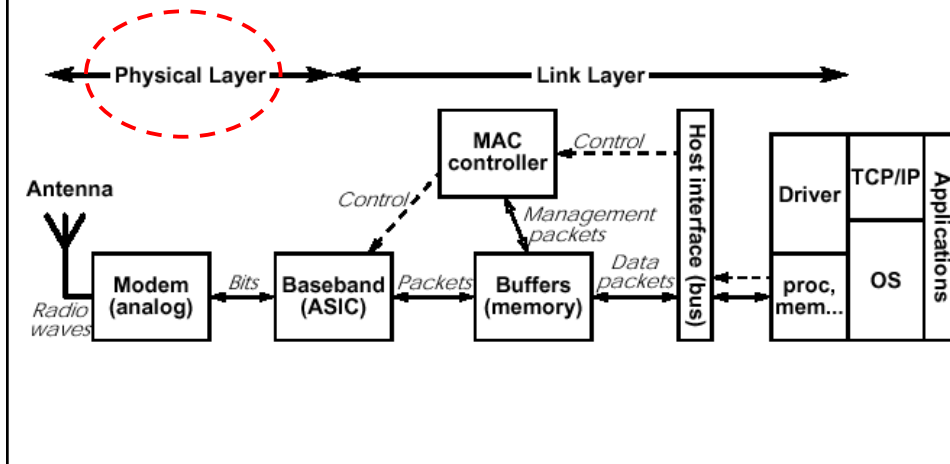 Physical Layer
Link Layer
MAC
controller
Control
Host interface (bus)
Driver
TCP/IP
Applications
Antenna
Control
Management
packets
Modem
(analog)
Bits
Baseband
(ASIC)
Packets
Buffers
(memory)
Data
packets
proc,
mem...
OS
Radio
waves